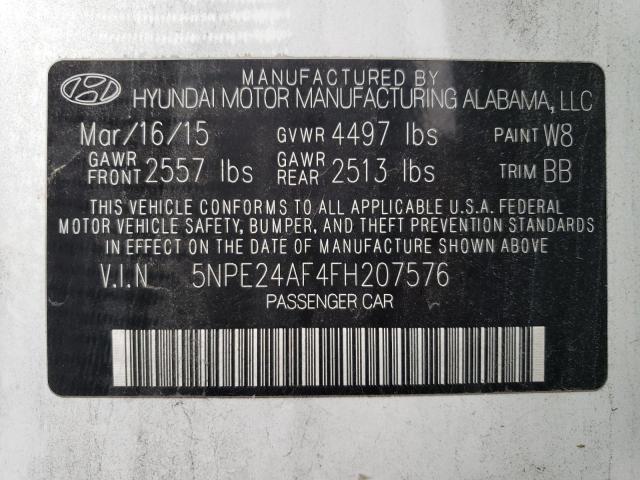 MANUFACTURED BY
HYUNDAI MOTOR MANUFACTURING ALABAMA, LLC
Mar/16/15 GVWR 4497 lbs PAINT W8
GAWR FRONT 2557 lbs GAWR REAR 2513 lbs TRIM BB
THIS VEHICLE CONFORMS TO ALL APPLICABLE U.S.A. FEDERAL
MOTOR VEHICLE SAFETY, BUMPER, AND THEFT PREVENTION STANDARDS
IN EFFECT ON THE DATE OF MANUFACTURE SHOWN ABOVE
V.I.N 5NPE24AF4FH207576
PASSENGER CAR